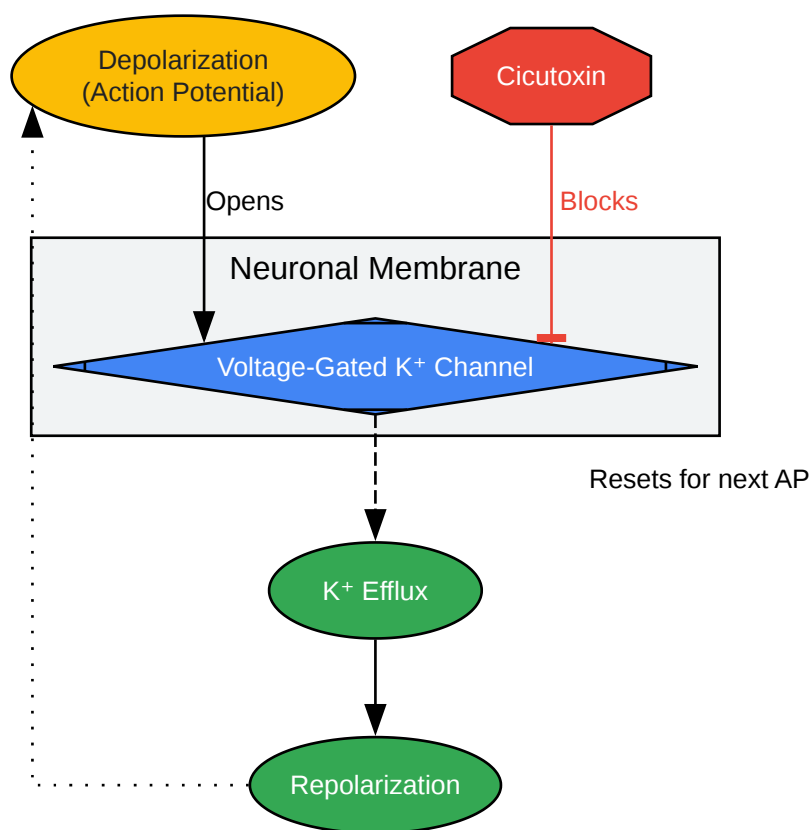 Depolarization
(Action Potential)
Cicutoxin
Opens
Blocks
Neuronal Membrane
Voltage-Gated K⁺ Channel
Resets for next AP
K⁺ Efflux
Repolarization